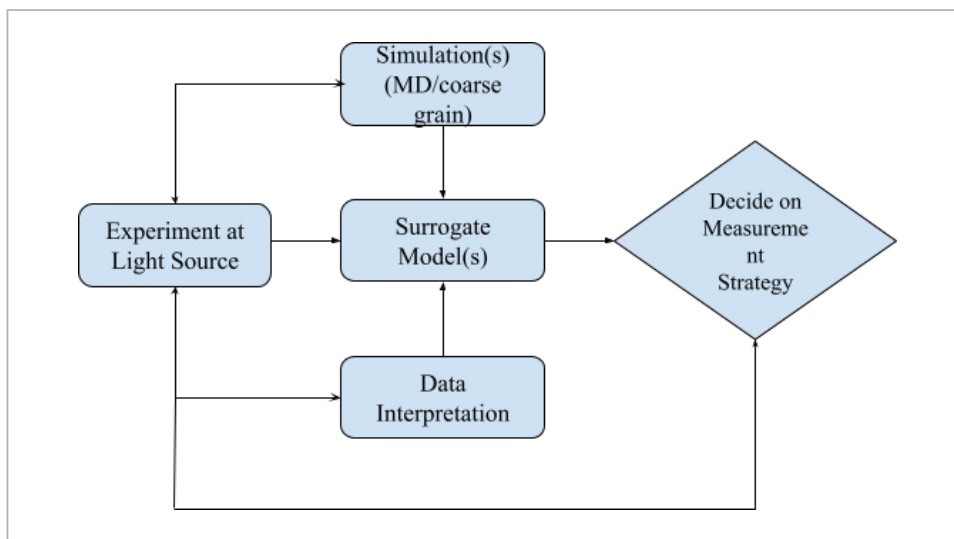 Simulation(s)
(MD/coarse
grain)
Experiment at
Light Source
Surrogate
Model(s)
Decide on
Measureme
nt
Strategy
Data
Interpretation